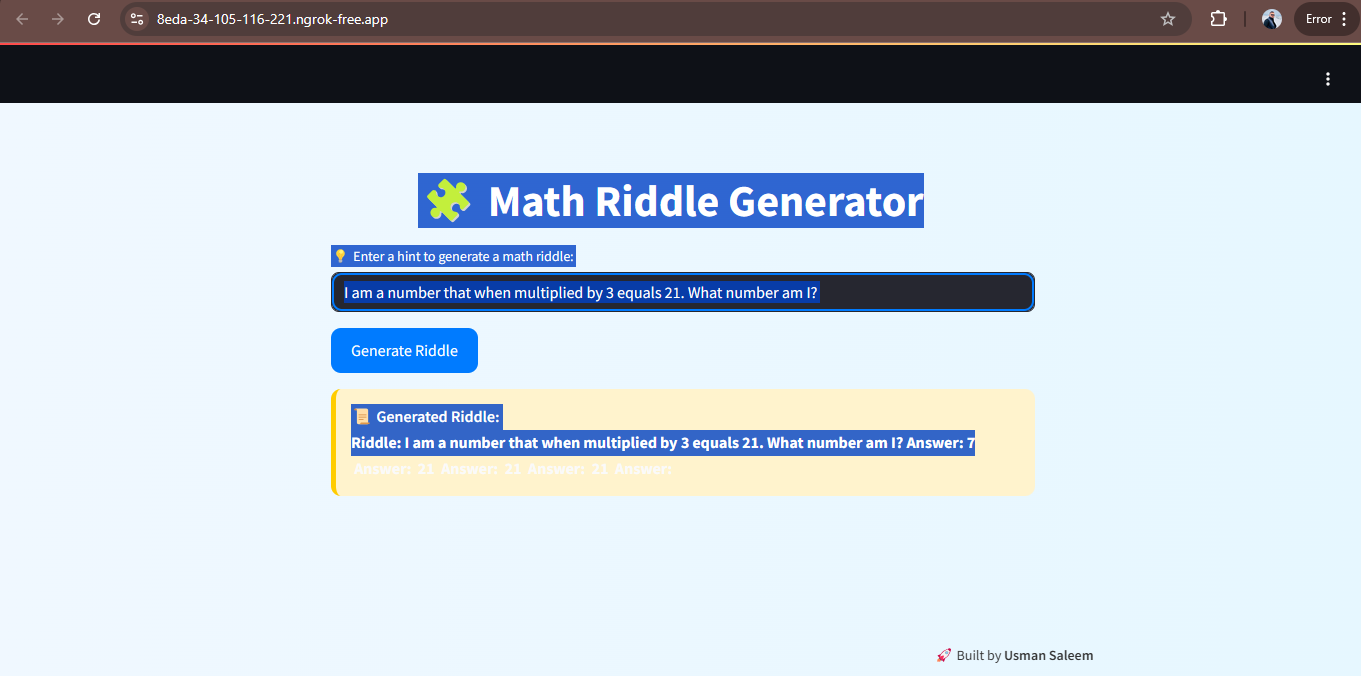 8eda-34-105-116-221.ngrok-free.app
Error
Math Riddle Generator
Enter a hint to generate a math riddle:
I am a number that when multiplied by 3 equals 21. What number am I?
Generate Riddle
Generated Riddle:
Riddle: I am a number that when multiplied by 3 equals 21. What number am I? Answer: 7
Answer: 21 Answer: 21 Answer: 21 Answer:
Built by Usman Saleem